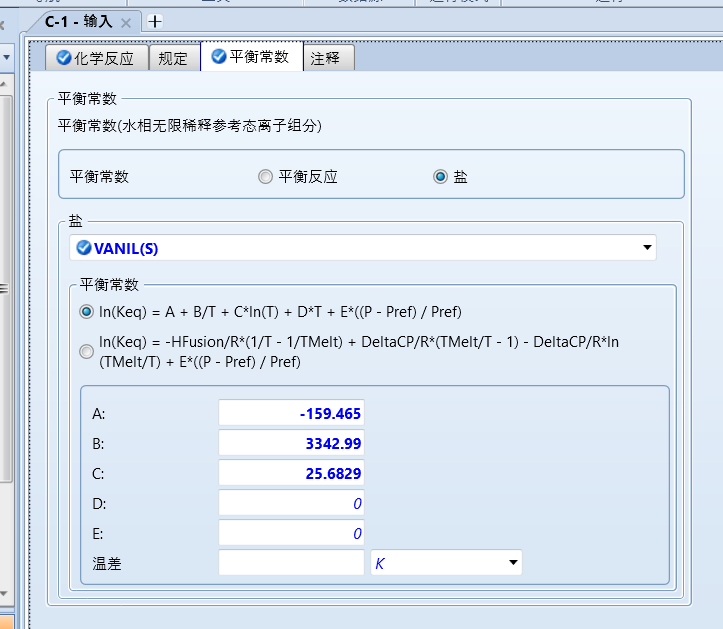 C-1 - 输入
化学反应 规定 平衡常数 注释
平衡常数
平衡常数(水相无限稀释参考态离子组分)
平衡常数 平衡反应 盐
盐
VANIL(S)
平衡常数
ln(Keq) = A + B/T + C*ln(T) + D*T + E*((P - Pref) / Pref)
ln(Keq) = -HFusion/R*(1/T - 1/TMelt) + DeltaCP/R*(TMelt/T - 1) - DeltaCP/R*ln
(TMelt/T) + E*((P - Pref) / Pref)
A: -159.465
B: 3342.99
C: 25.6829
D: 0
E: 0
温差 K